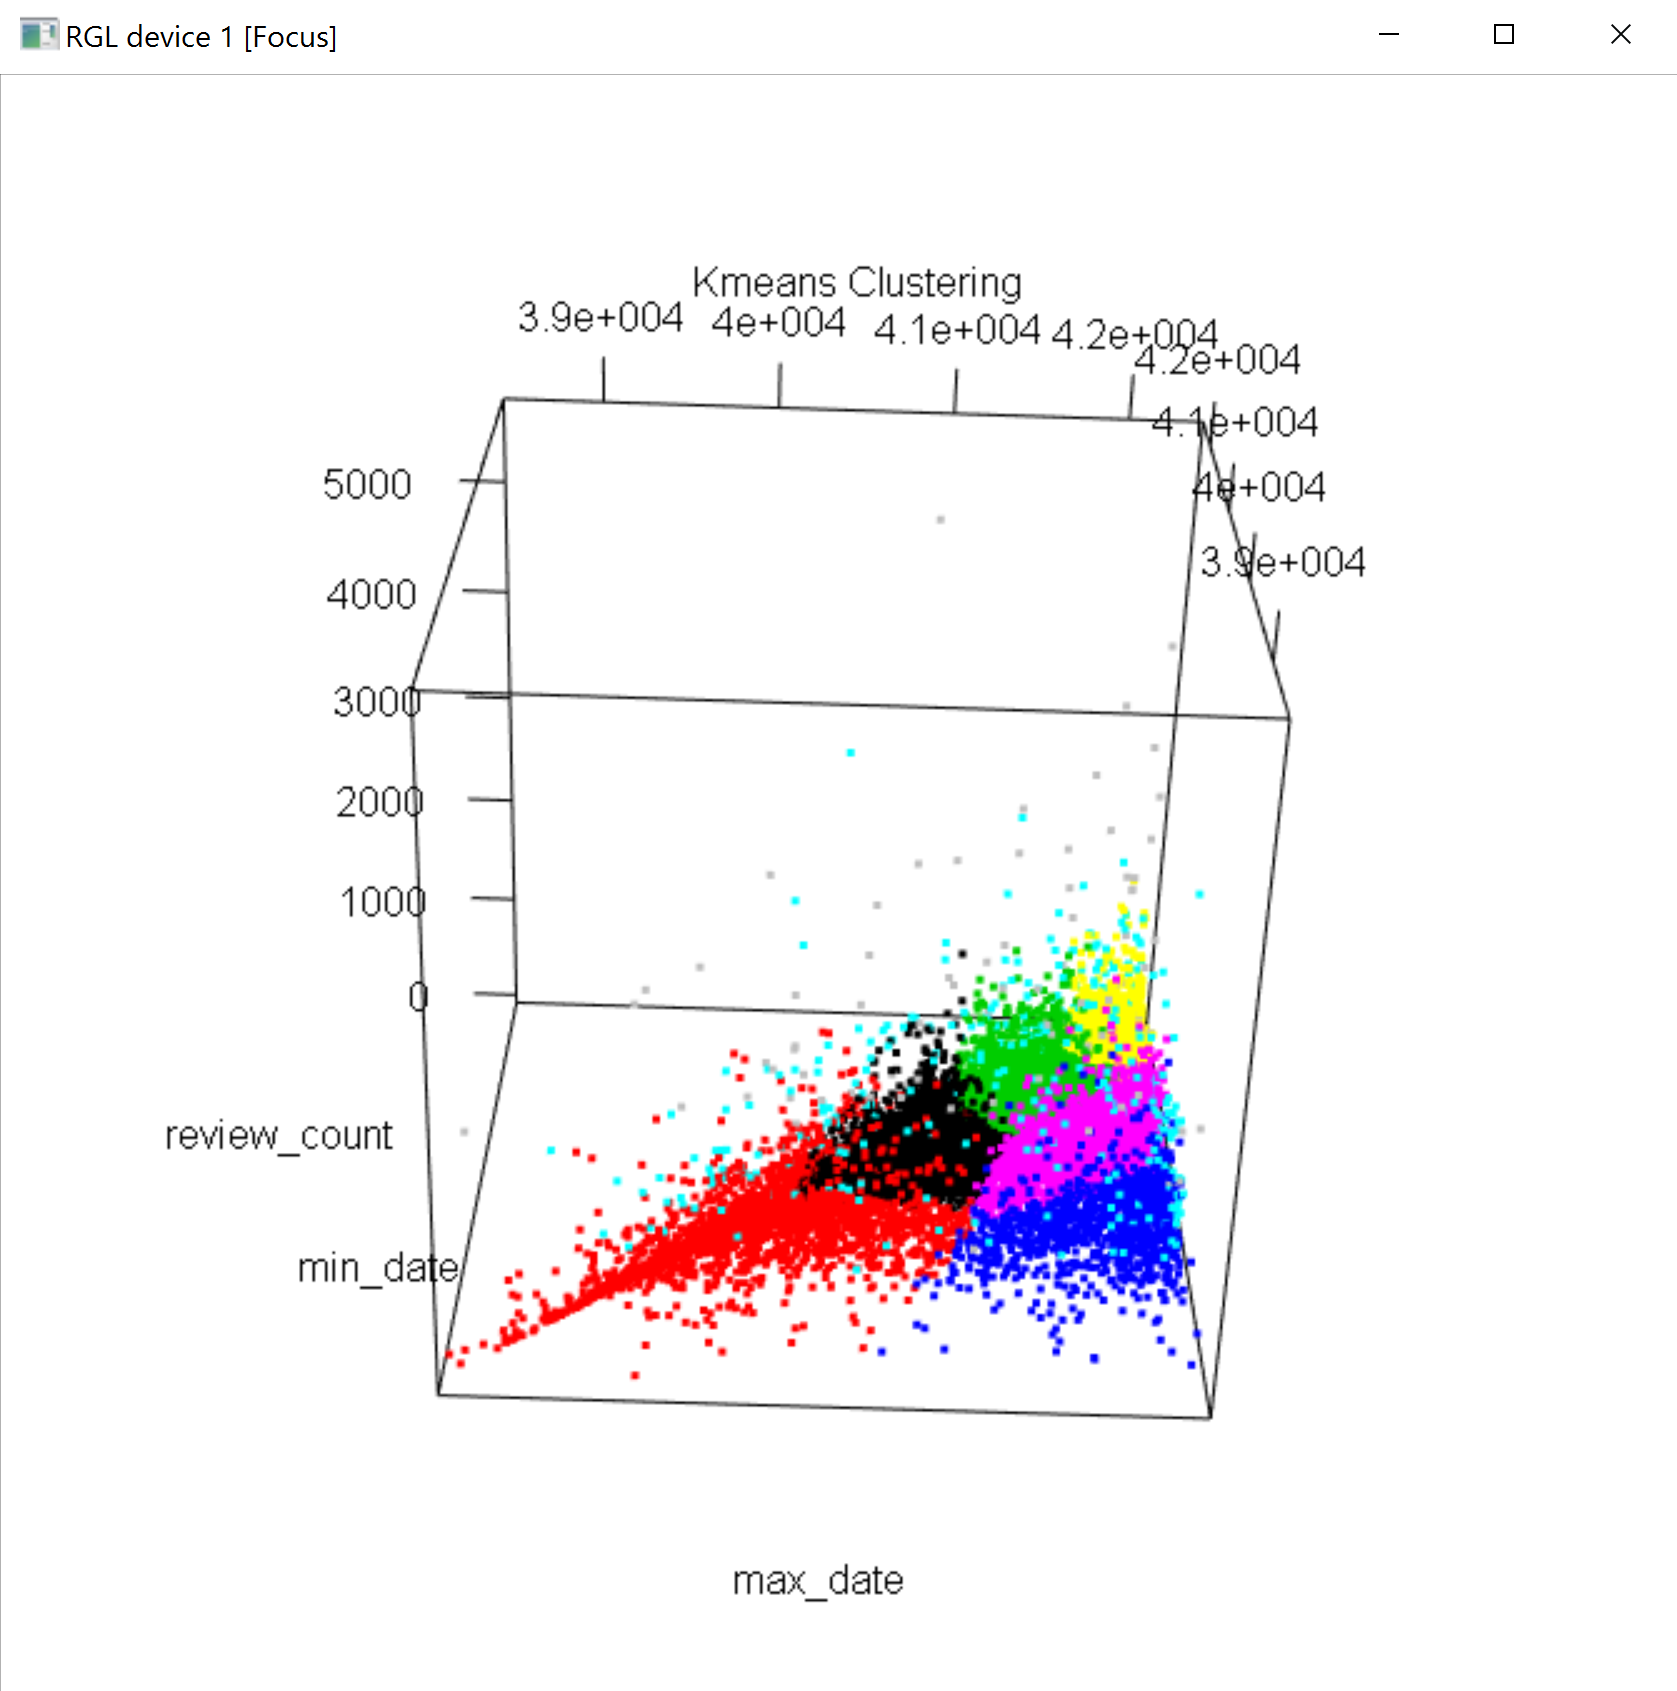 RGL device 1 [Focus]
Kmeans Clustering
3.9e+004 4e+004 4.1e+004 4.2e+004
4.2e+004
4.1e+004
4e+004
3.9e+004
5000
4000
3000
2000
1000
0
review_count
min_date
max_date